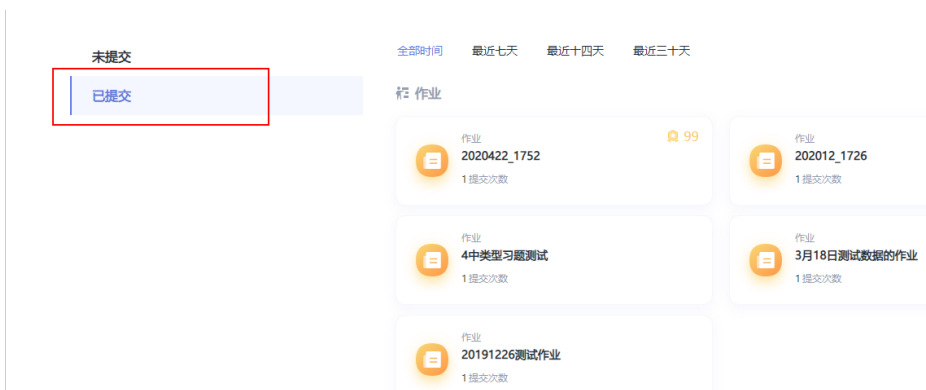 未提交
已提交
全部时间 最近七天 最近十四天 最近三十天
作业
作业
99
2020422_1752
1提交次数
作业
202012_1726
1提交次数
作业
4中类型习题测试
1提交次数
作业
3月18日测试数据的作业
1提交次数
作业
20191226测试作业
1提交次数